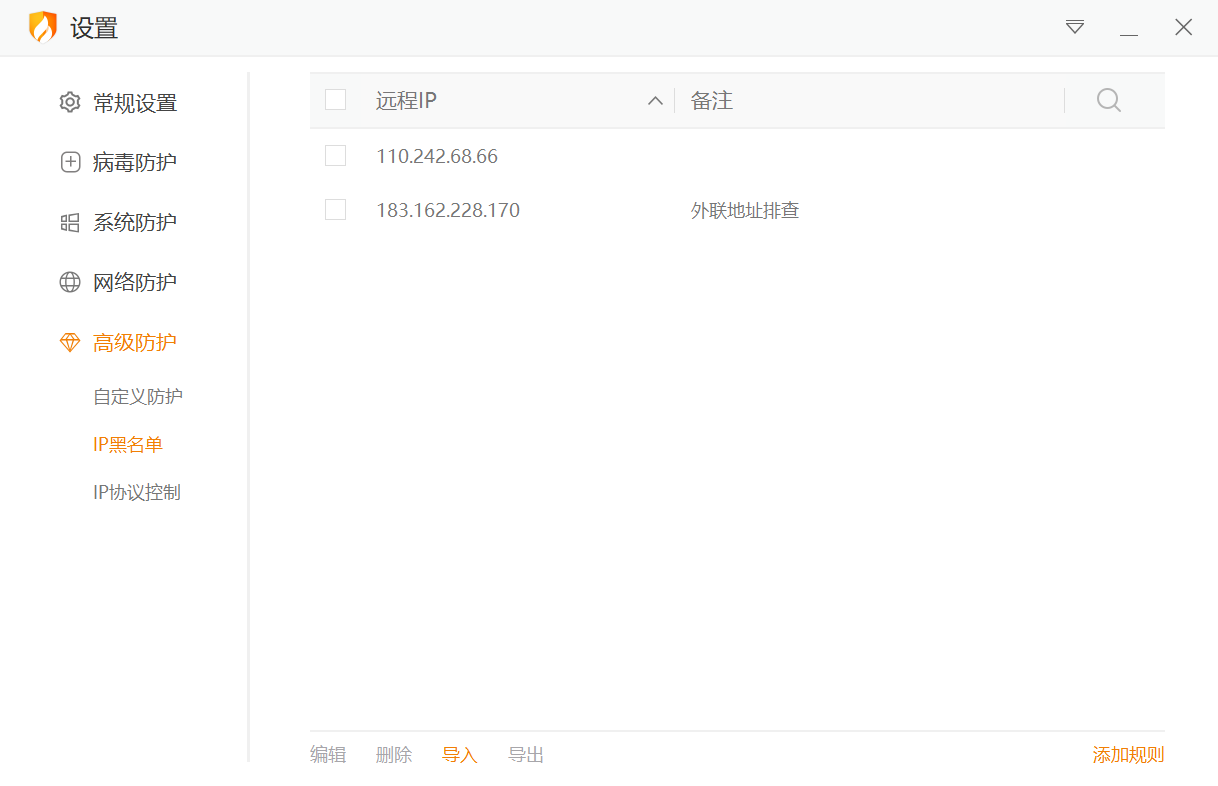 设置
常规设置
病毒防护
系统防护
网络防护
高级防护
自定义防护
IP黑名单
IP协议控制
远程IP 备注
110.242.68.66
183.162.228.170 外联地址排查
编辑 删除 导入 导出 添加规则